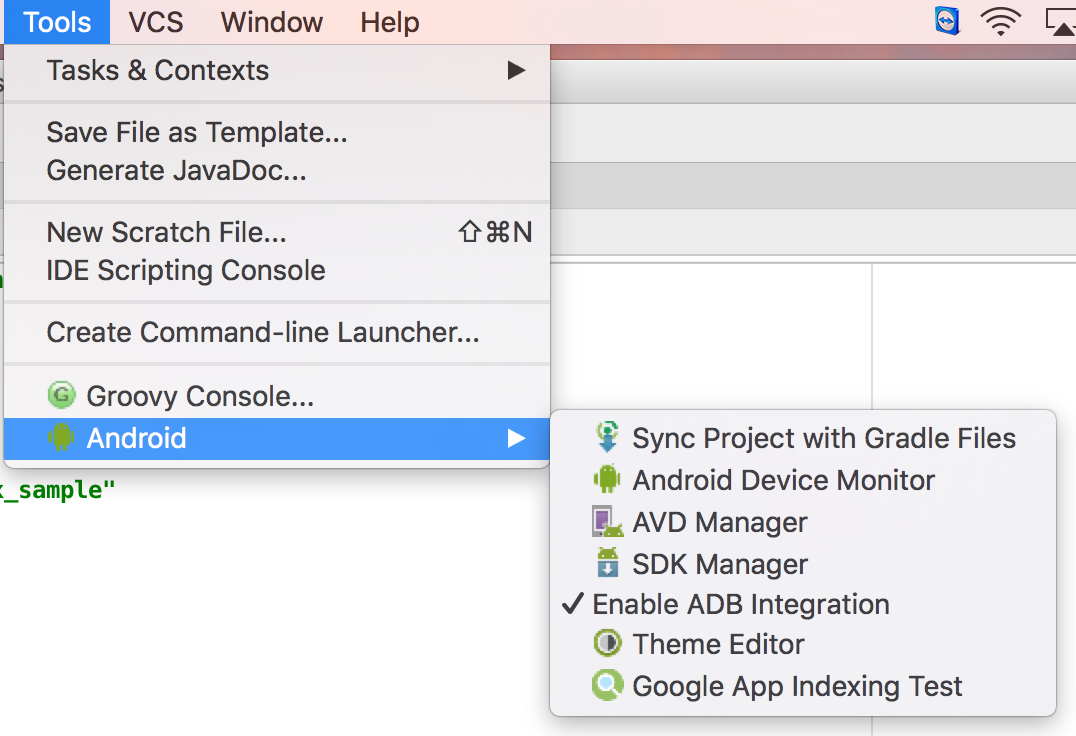 Tools VCS Window Help
Tasks & Contexts
Save File as Template...
Generate JavaDoc...
New Scratch File... ⇧⌘N
IDE Scripting Console
Create Command-line Launcher...
G Groovy Console...
Android
Sync Project with Gradle Files
Android Device Monitor
_sample"
AVD Manager
SDK Manager
Enable ADB Integration
Theme Editor
Google App Indexing Test